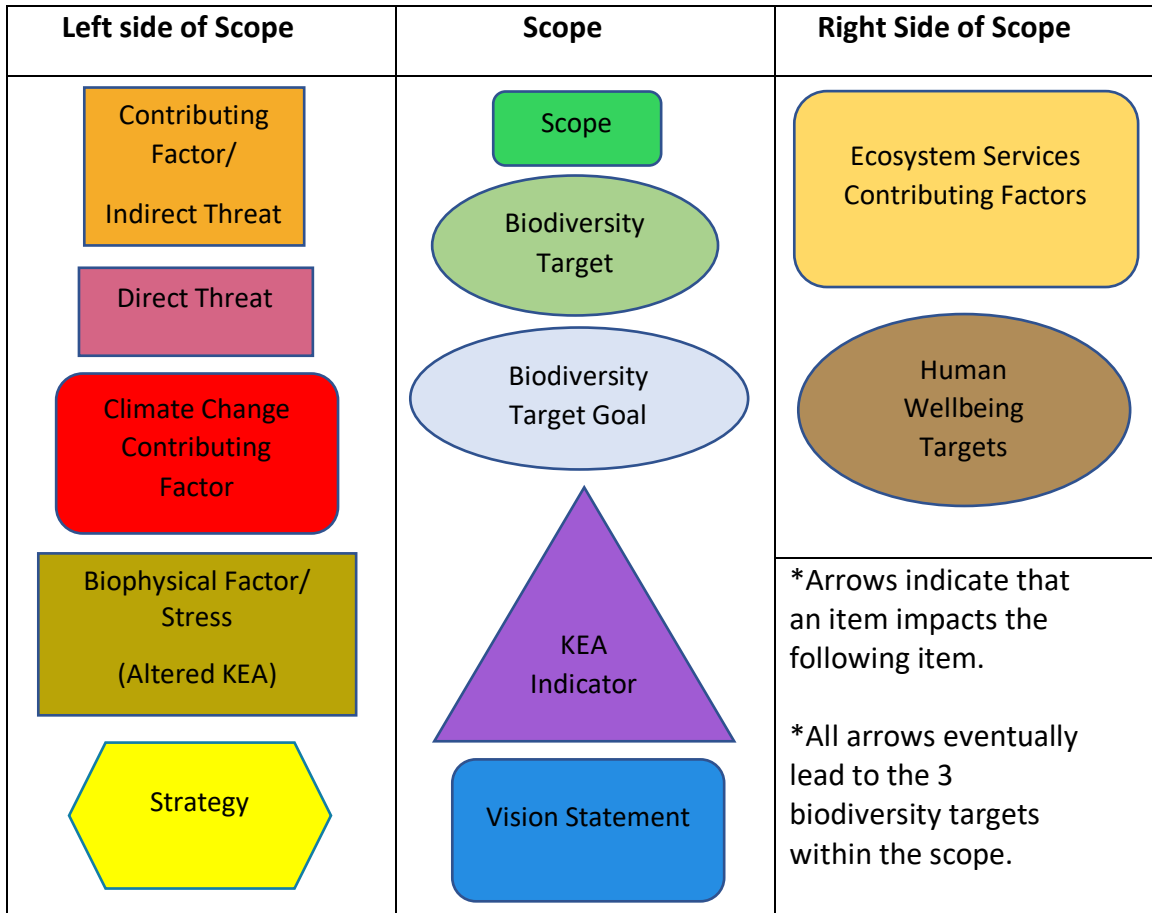 Left side of Scope
Scope
Right Side of Scope
Contributing
Factor/
Indirect Threat
Direct Threat
Climate Change
Contributing
Factor
Biophysical Factor/
Stress
(Altered KEA)
Strategy
Scope
Biodiversity
Target
Biodiversity
Target Goal
KEA
Indicator
Vision Statement
Ecosystem Services
Contributing Factors
Human
Wellbeing
Targets
*Arrows indicate that
an item impacts the
following item.
*All arrows eventually
lead to the 3
biodiversity targets
within the scope.